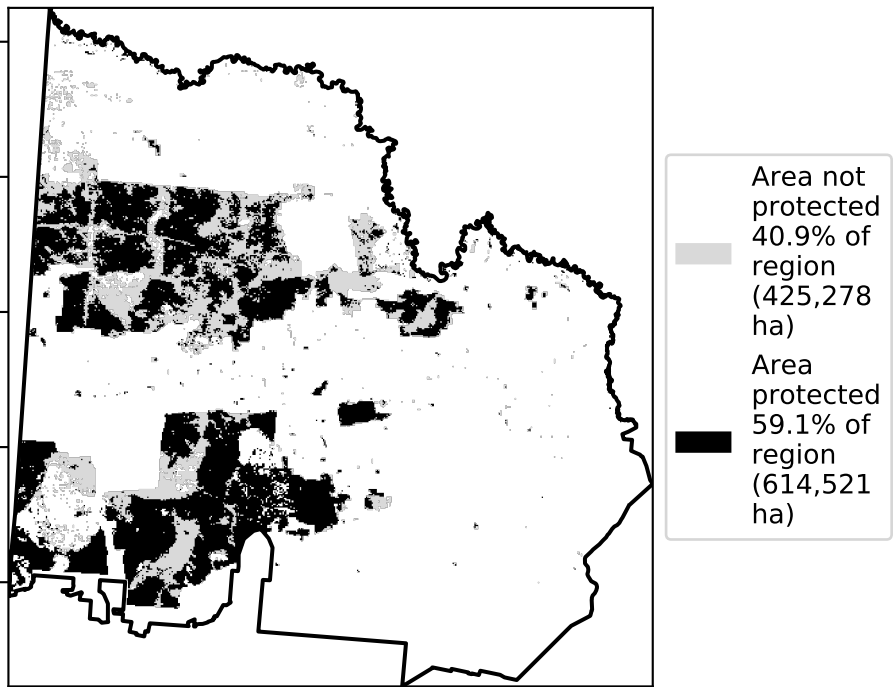 Area not
protected
40.9% of
region
(425,278
ha)
Area
protected
59.1% of
region
(614,521
ha)